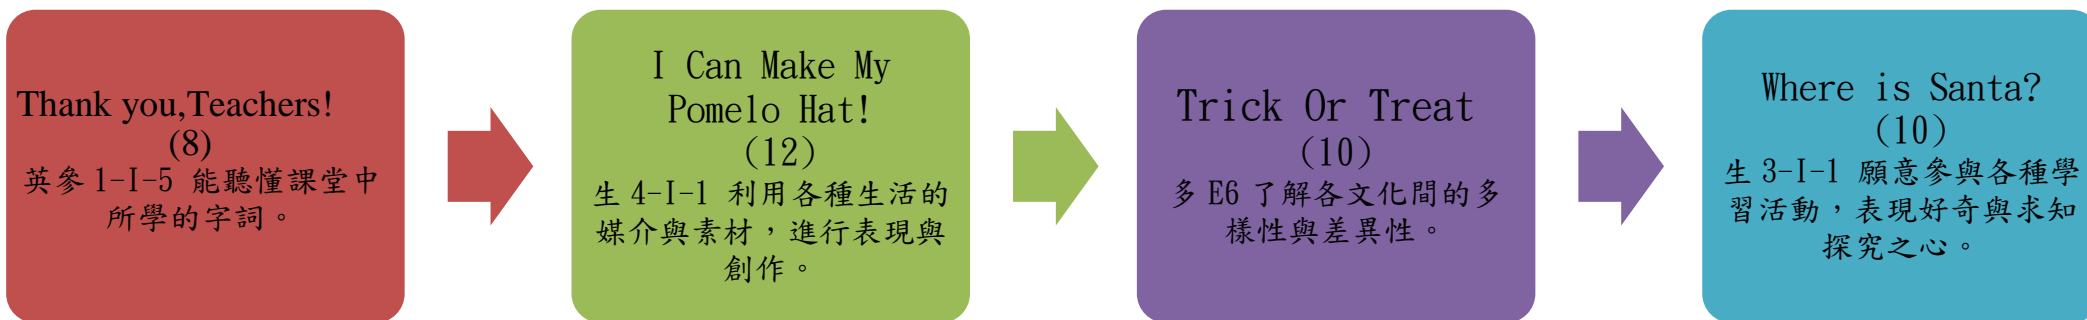 Thank you,Teachers!
(8)
英參 1-I-5 能聽懂課堂中
所學的字詞。
I Can Make My
Pomelo Hat!
(12)
生 4-I-1 利用各種生活的
媒介與素材，進行表現與
創作。
Trick Or Treat
(10)
多 E6 了解各文化間的多
樣性與差異性。
Where is Santa?
(10)
生 3-I-1 願意參與各種學
習活動，表現好奇與求知
探究之心。